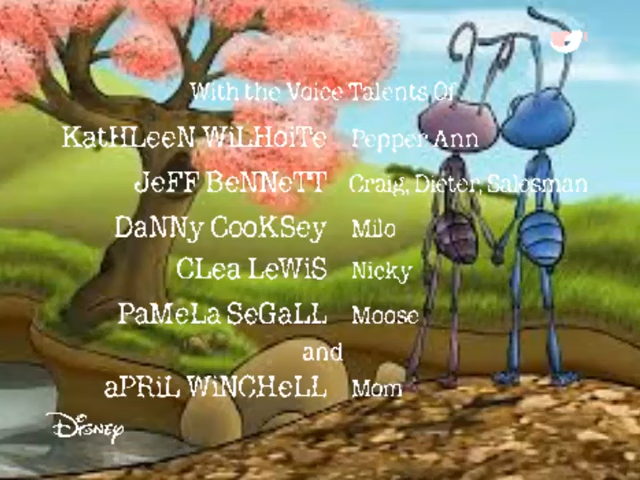 With the Voice Talents Of
KatHLeeN WiLHoiTe Pepper Ann
JeFF BeNNeTT Craig, Dieter, Salesman
DaNNy CooKSey Milo
CLea LeWiS Nicky
PaMeLa SeGaLL Moose
and
aPRiL WiNCHeLL Mom
Disney